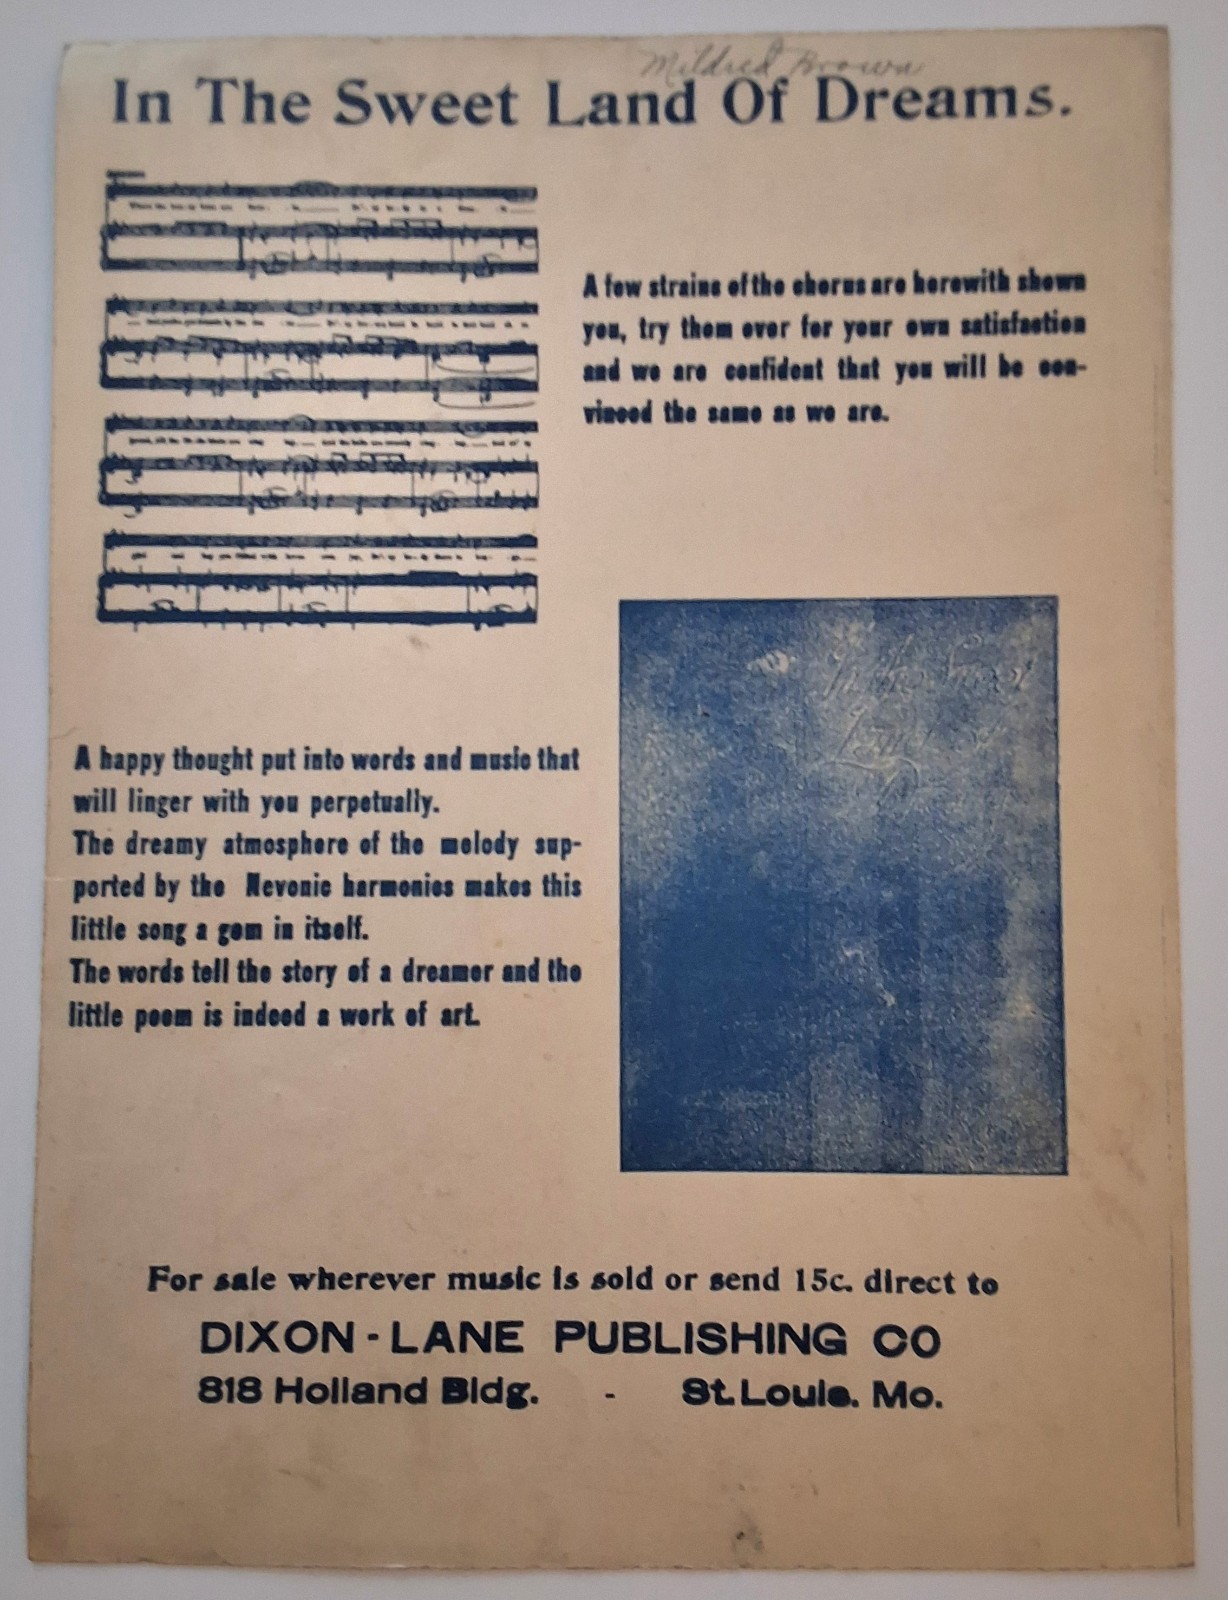 Mildred Brown
In The Sweet Land Of Dreams.
A few strains of the chorus are herewith shown
you, try them over for your own satisfaction
and we are confident that you will be con-
vinced the same as we are.
A happy thought put into words and music that
will linger with you perpetually.
The dreamy atmosphere of the melody sup-
ported by the Nevonic harmonies makes this
little song a gem in itself.
The words tell the story of a dreamer and the
little poem is indeed a work of art.
In the Sweet
Land of
For sale wherever music is sold or send 15c. direct to
DIXON-LANE PUBLISHING CO
818 Holland Bldg. - St. Louis. Mo.